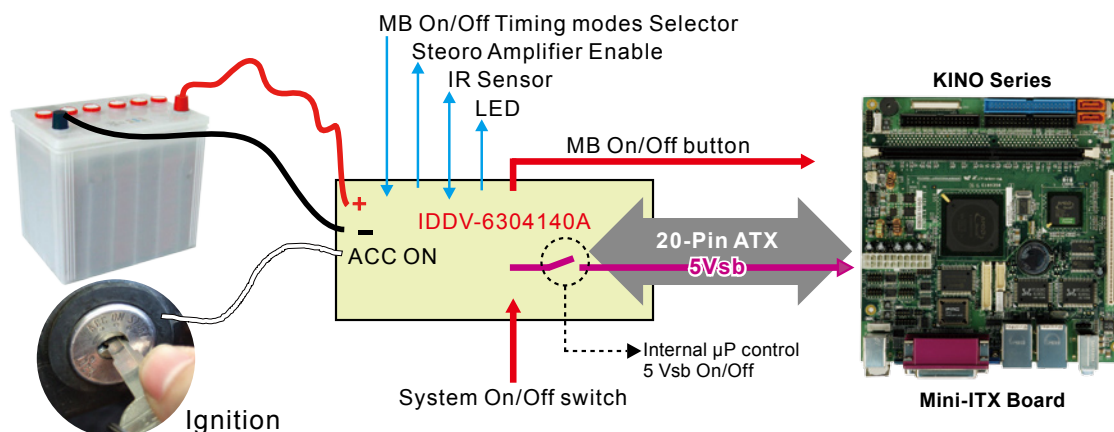 MB On/Off Timing modes Selector
Steoro Amplifier Enable
IR Sensor
LED
KINO Series
MB On/Off button
+
IDDV-6304140A
-
ACC ON
20-Pin ATX
5Vsb
Internal µP control
5 Vsb On/Off
System On/Off switch
Ignition
Mini-ITX Board